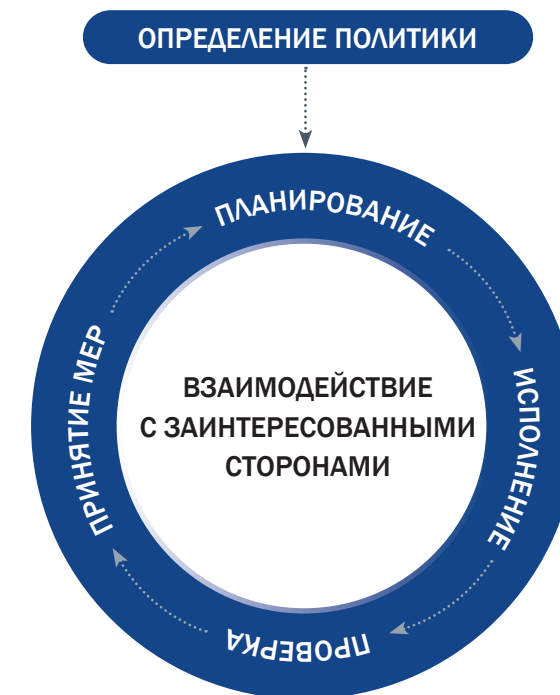 ОПРЕДЕЛЕНИЕ ПОЛИТИКИ
ПЛАНИРОВАНИЕ
ИСПОЛНЕНИЕ
ПРОВЕРКА
ПРИНЯТИЕ МЕР
ВЗАИМОДЕЙСТВИЕ
С ЗАИНТЕРЕСОВАННЫМИ
СТОРОНАМИ